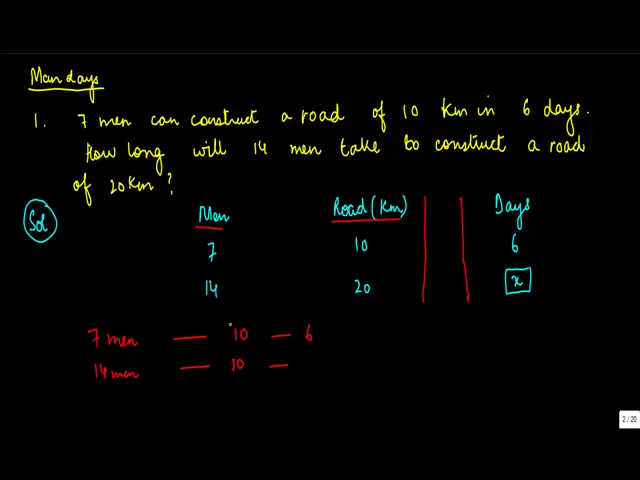 Man days
1. 7 men can construct a road of 10 Km in 6 days.
How long will 14 men take to construct a road
of 20 Km ?
Sol
Men Road (Km) Days
7 10 6
14 20 x
7 men — 10 — 6
14 men — 10 —
2 / 20